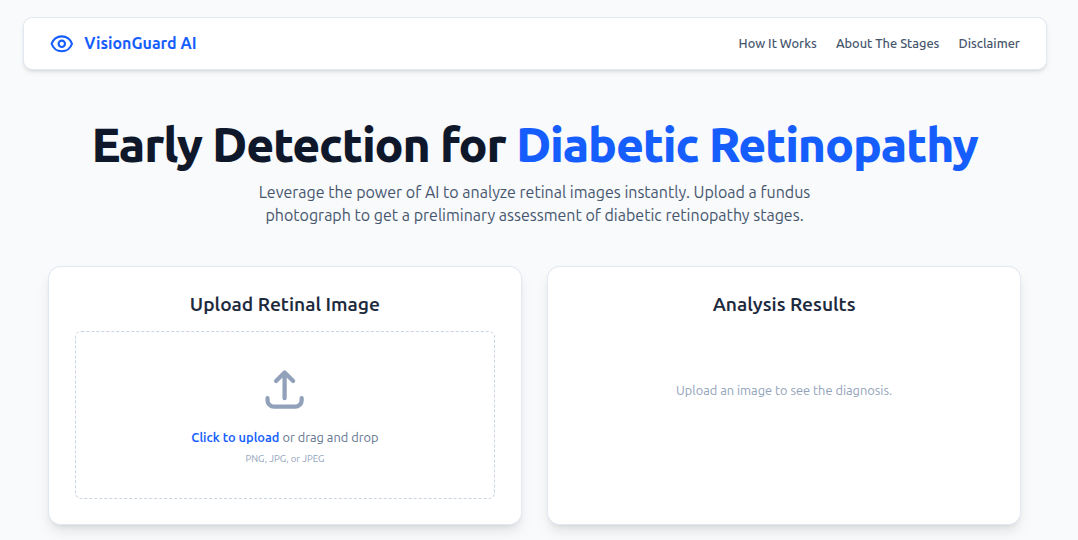 VisionGuard AI
How It Works
About The Stages
Disclaimer
Early Detection for Diabetic Retinopathy
Leverage the power of AI to analyze retinal images instantly. Upload a fundus
photograph to get a preliminary assessment of diabetic retinopathy stages.
Upload Retinal Image
Click to upload or drag and drop
PNG, JPG, or JPEG
Analysis Results
Upload an image to see the diagnosis.